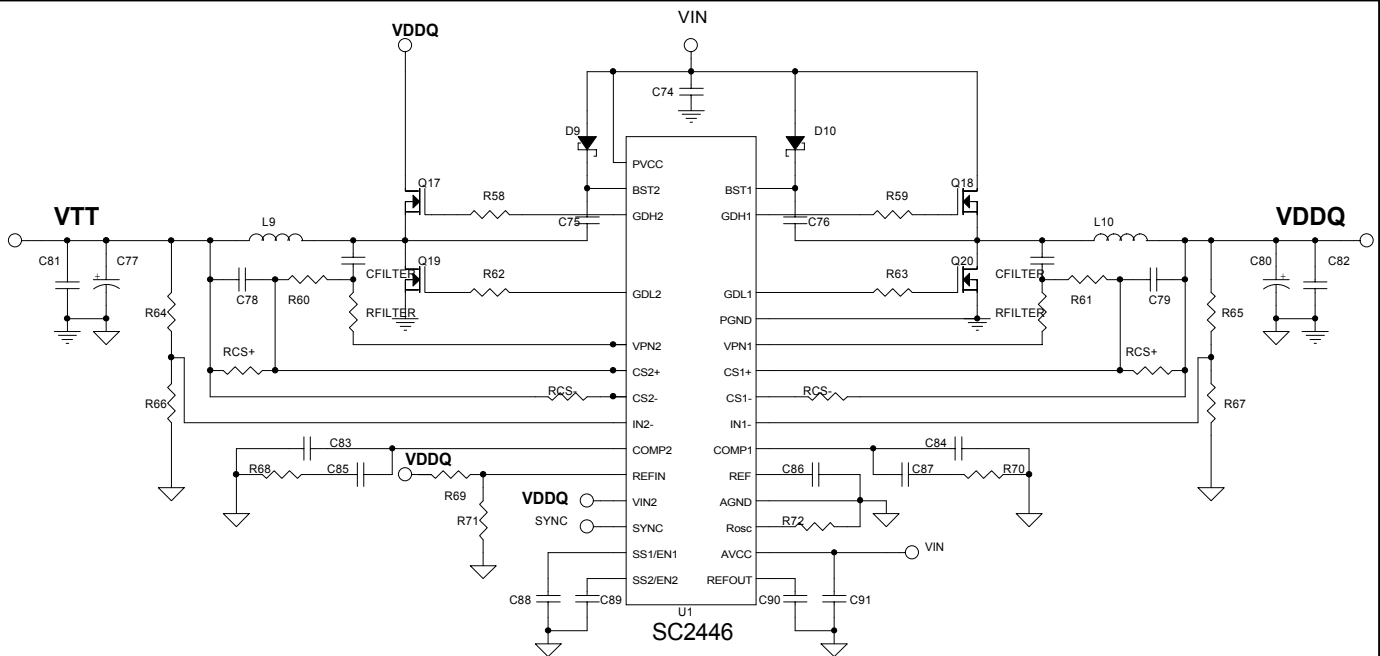 VIN
VDDQ
C74
D9
D10
PVCC
Q17
R58
BST2
BST1
R59
Q18
VTT
GDH2
C75
GDH1
C76
VDDQ
L9
L10
C81
C77
Q19
R62
CFILTER
R63
Q20
CFILTER
C80
C82
C78
R60
R61
C79
R64
RFILTER
GDL2
GDL1
RFILTER
R65
PGND
VPN2
VPN1
RCS+
CS2+
CS1+
RCS+
R66
RCS-
CS2-
CS1-
RCS-
R67
IN2-
IN1-
C83
COMP2
COMP1
C84
R68
C85
VDDQ
REFIN
REF
C86
C87
R70
R69
VDDQ
VIN2
AGND
SYNC
R71
SYNC
Rosc
R72
SS1/EN1
AVCC
VIN
SS2/EN2
REFOUT
C88
C89
C90
C91
U1
SC2446